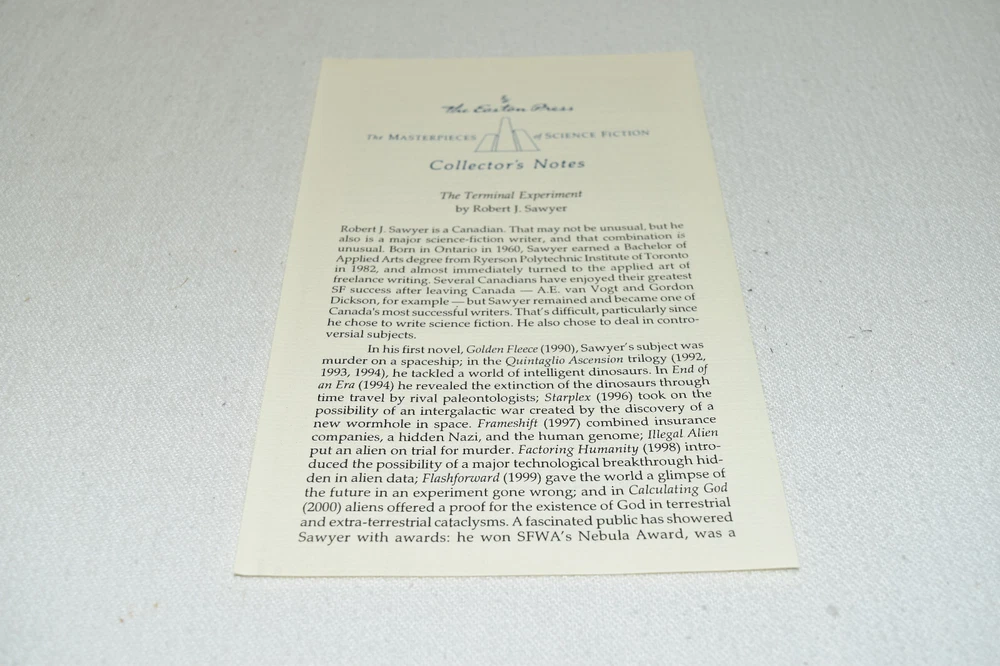 The Easton Press
The MASTERPIECES of SCIENCE FICTION
Collector's Notes
The Terminal Experiment
by Robert J. Sawyer
Robert J. Sawyer is a Canadian. That may not be unusual, but he
also is a major science-fiction writer, and that combination is
unusual. Born in Ontario in 1960, Sawyer earned a Bachelor of
Applied Arts degree from Ryerson Polytechnic Institute of Toronto
in 1982, and almost immediately turned to the applied art of
freelance writing. Several Canadians have enjoyed their greatest
SF success after leaving Canada — A.E. van Vogt and Gordon
Dickson, for example — but Sawyer remained and became one of
Canada's most successful writers. That's difficult, particularly since
he chose to write science fiction. He also chose to deal in contro-
versial subjects.
In his first novel, Golden Fleece (1990), Sawyer's subject was
murder on a spaceship; in the Quintaglio Ascension trilogy (1992,
1993, 1994), he tackled a world of intelligent dinosaurs. In End of
an Era (1994) he revealed the extinction of the dinosaurs through
time travel by rival paleontologists; Starplex (1996) took on the
possibility of an intergalactic war created by the discovery of a
new wormhole in space. Frameshift (1997) combined insurance
companies, a hidden Nazi, and the human genome; Illegal Alien
put an alien on trial for murder. Factoring Humanity (1998) intro-
duced the possibility of a major technological breakthrough hid-
den in alien data; Flashforward (1999) gave the world a glimpse of
the future in an experiment gone wrong; and in Calculating God
(2000) aliens offered a proof for the existence of God in terrestrial
and extra-terrestrial cataclysms. A fascinated public has showered
Sawyer with awards: he won SFWA's Nebula Award, was a